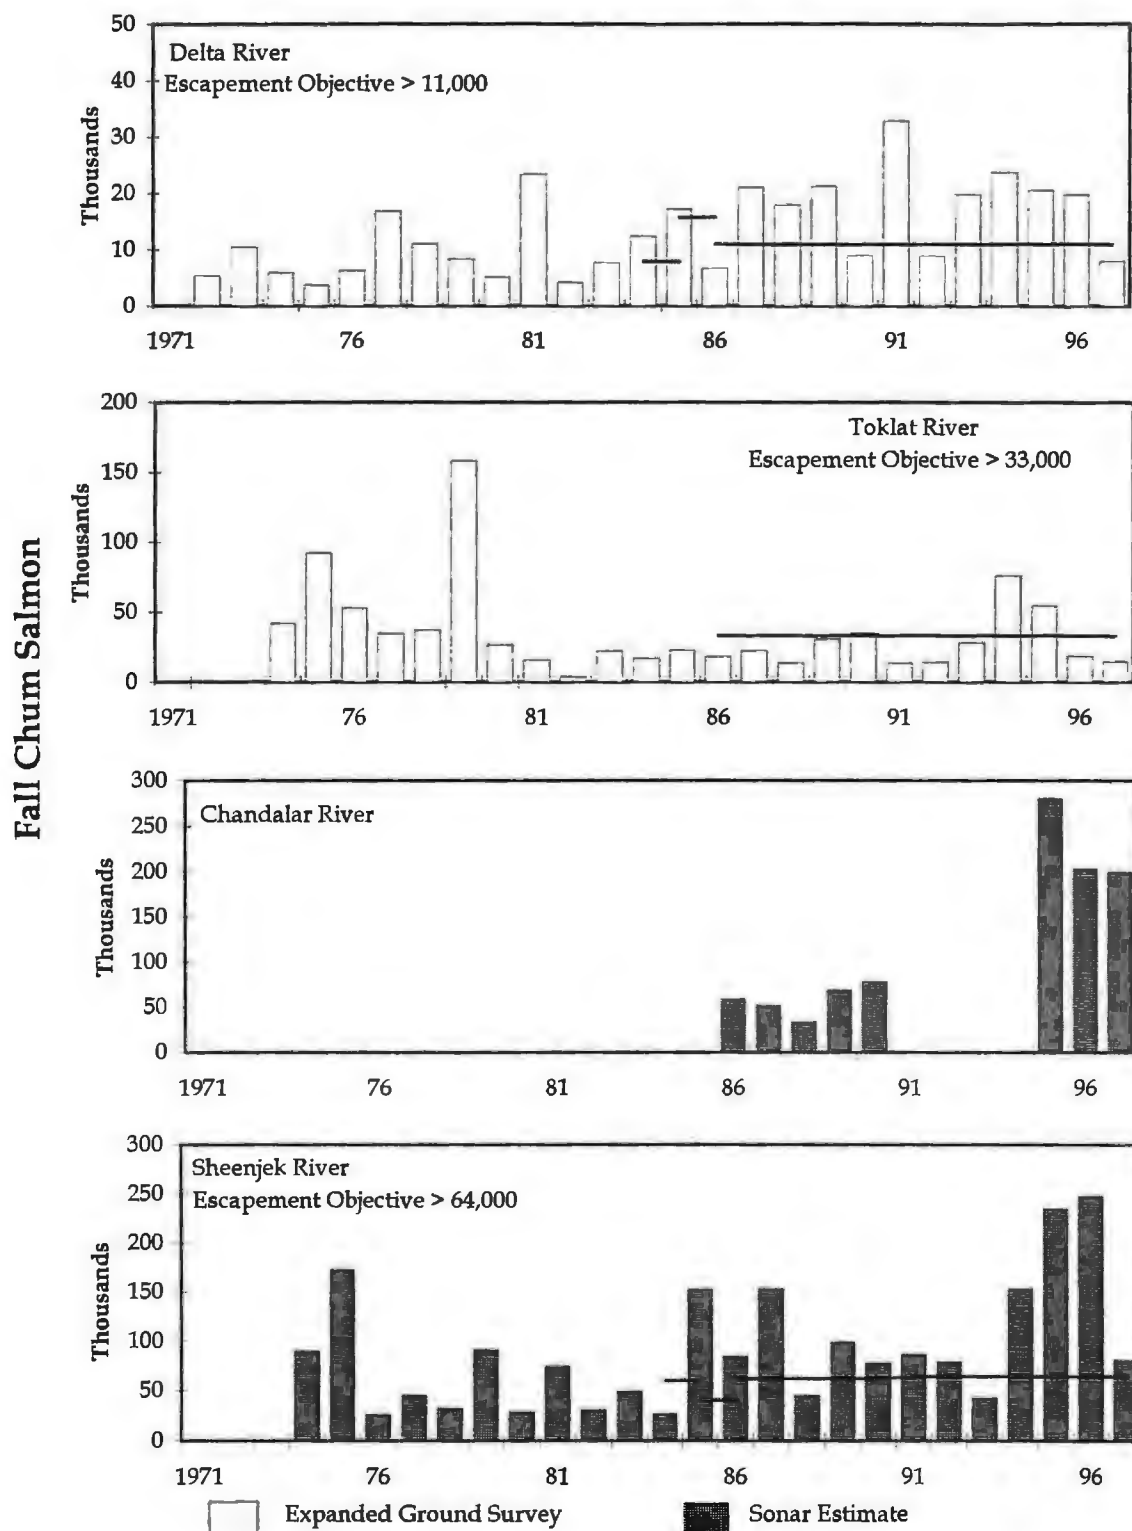 Fall Chum Salmon
50
Delta River
Escapement Objective > 11,000
40
30
20
10
0
Thousands
1971 76 81 86 91 96
200
Toklat River
Escapement Objective > 33,000
150
100
50
0
Thousands
1971 76 81 86 91 96
300
Chandalar River
250
200
150
100
50
0
Thousands
1971 76 81 86 91 96
300
Sheenjek River
Escapement Objective > 64,000
250
200
150
100
50
0
Thousands
1971 76 81 86 91 96
Expanded Ground Survey Sonar Estimate